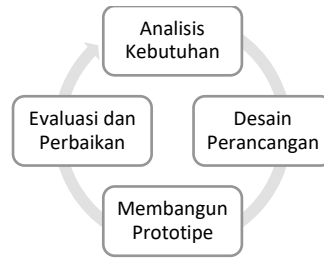 Analisis
Kebutuhan
Desain
Perancangan
Membangun
Prototipe
Evaluasi dan
Perbaikan